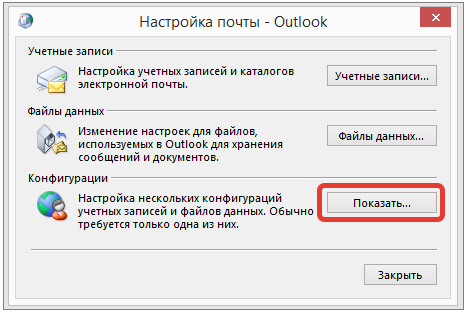 Настройка почты - Outlook
Учетные записи
Настройка учетных записей и каталогов
электронной почты.
Учетные записи...
Файлы данных
Изменение настроек для файлов,
используемых в Outlook для хранения
сообщений и документов.
Файлы данных...
Конфигурации
Настройка нескольких конфигураций
учетных записей и файлов данных. Обычно
требуется только одна из них.
Показать...
Закрыть